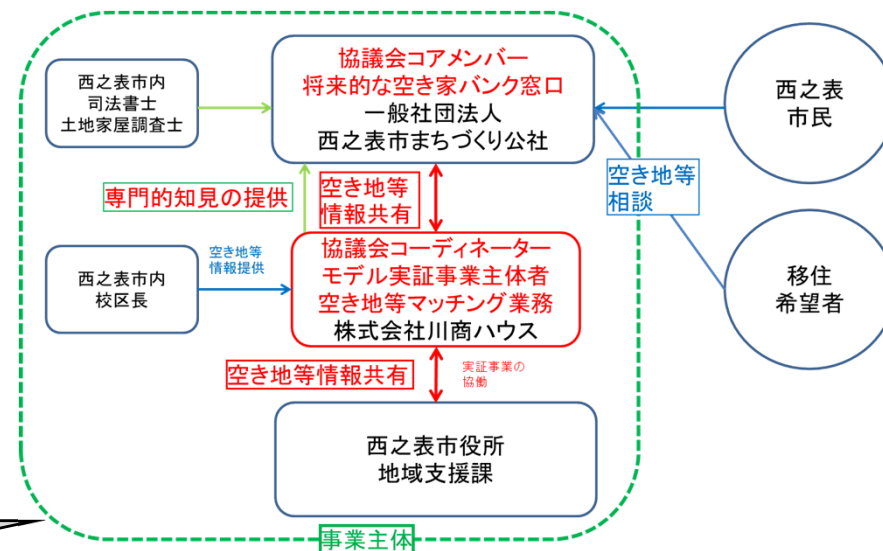 協議会コアメンバー
将来的な空き家バンク窓口
一般社団法人
西之表市まちづくり公社
西之表市内
司法書士
土地家屋調査士
西之表
市民
専門的知見の提供
空き地等
情報共有
空き地等
相談
空き地等
情報提供
西之表市内
校区長
協議会コーディネーター
モデル実証事業主体者
空き地等マッチング業務
株式会社川商ハウス
移住
希望者
空き地等情報共有
実証事業の
協働
西之表市役所
地域支援課
事業主体